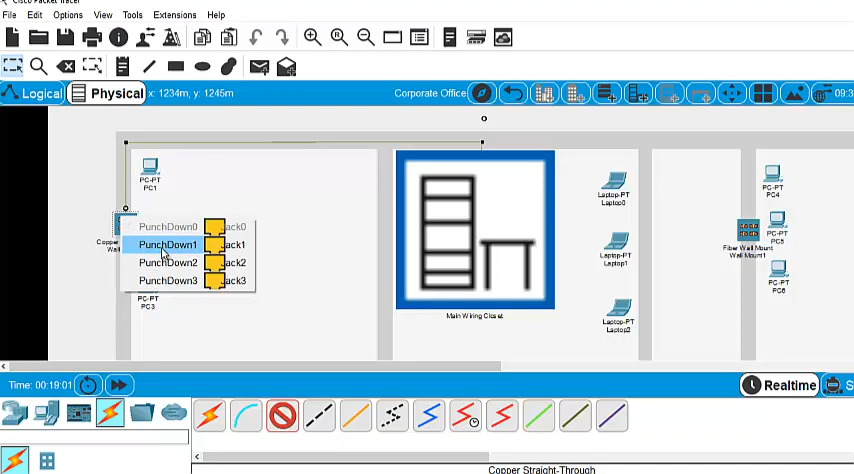 Cisco Packet Tracer
File Edit Options View Tools Extensions Help
Logical Physical x: 1234m, y: 1245m Corporate Office
PC-PT
PC1
PunchDown0 Jack0
PunchDown1 Jack1
PunchDown2 Jack2
PunchDown3 Jack3
Copper
Wall
PC-PT
PC3
Main Wiring Closet
Laptop-PT
Laptop0
Laptop-PT
Laptop1
Laptop-PT
Laptop2
Fiber Wall Mount
Wall Mount1
PC-PT
PC4
PC-PT
PC5
PC-PT
PC6
Time: 00:19:01 Realtime
Copper Straight-Through